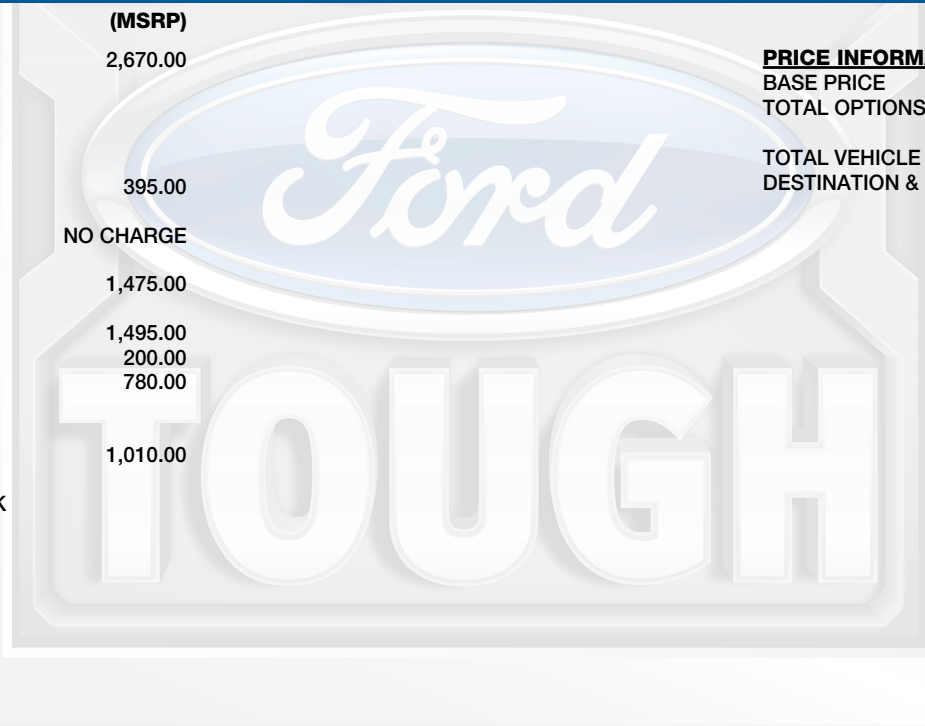 (MSRP)
2,670.00
395.00
NO CHARGE
1,475.00
1,495.00
200.00
780.00
1,010.00
K
PRICE INFORMA
BASE PRICE
TOTAL OPTIONS
TOTAL VEHICLE
DESTINATION &
Ford
TOUGH